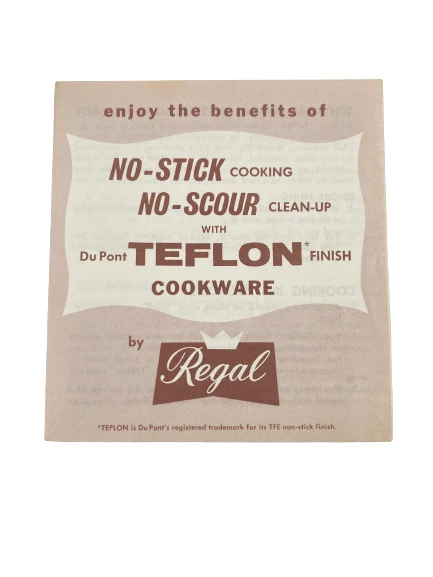 enjoy the benefits of
NO-STICK COOKING
NO-SCOUR CLEAN-UP
WITH
Du Pont TEFLON* FINISH
COOKWARE
by
Regal
*TEFLON is Du Pont's registered trademark for its TFE non-stick finish.